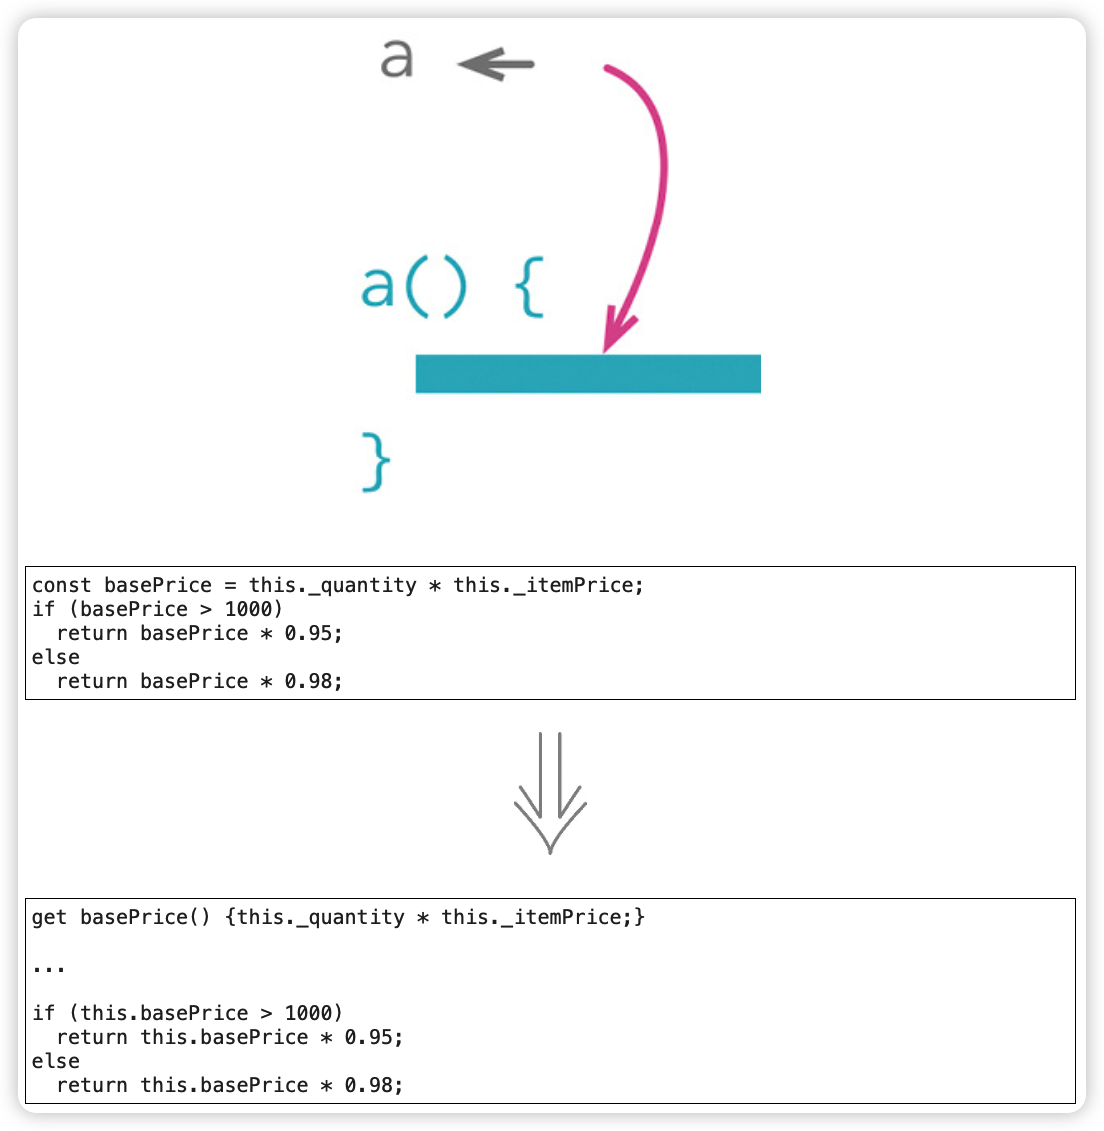 a
a() {
}
const basePrice = this._quantity * this._itemPrice;
if (basePrice > 1000)
  return basePrice * 0.95;
else
  return basePrice * 0.98;
get basePrice() {this._quantity * this._itemPrice;}
...
if (this.basePrice > 1000)
  return this.basePrice * 0.95;
else
  return this.basePrice * 0.98;